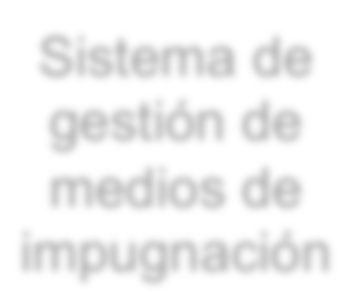 Sistema de
gestión de
medios de
impugnación